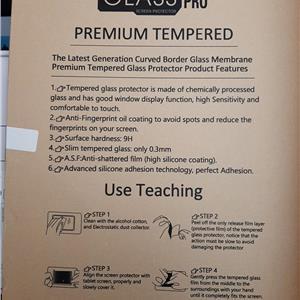 GLASS PRO
SCREEN PROTECTOR
PREMIUM TEMPERED
The Latest Generation Curved Border Glass Membrane
Premium Tempered Glass Protector Product Features
1.Tempered glass protector is made of chemically processed
glass and has good window display function, high Sensitivity and
comfortable to touch.
2.Anti-Fingerprint oil coating to avoid spots and reduce the
fingerprints on your screen.
3.Surface hardness: 9H
4.Slim tempered glass: only 0.3mm
5.A.S.F:Anti-shattered film (high silicone coating).
6.Advanced silicone adhesion technology, perfect Adhesion.
Use Teaching
STEP 1
Clean with the alcohol cotton,
and Electrostatic dust collector.
STEP 2
Peel off the only release film layer
(protective film) of the tempered
glass protector, notice that the
action must be slow to avoid
damaging the corner.
STEP 3
Align the screen protector with
tablet screen, properly and
slowly cover it.
STEP 4
Gently press the tempered glass
film from the middle to the
surroundings with your hand
until it completely fits the screen.